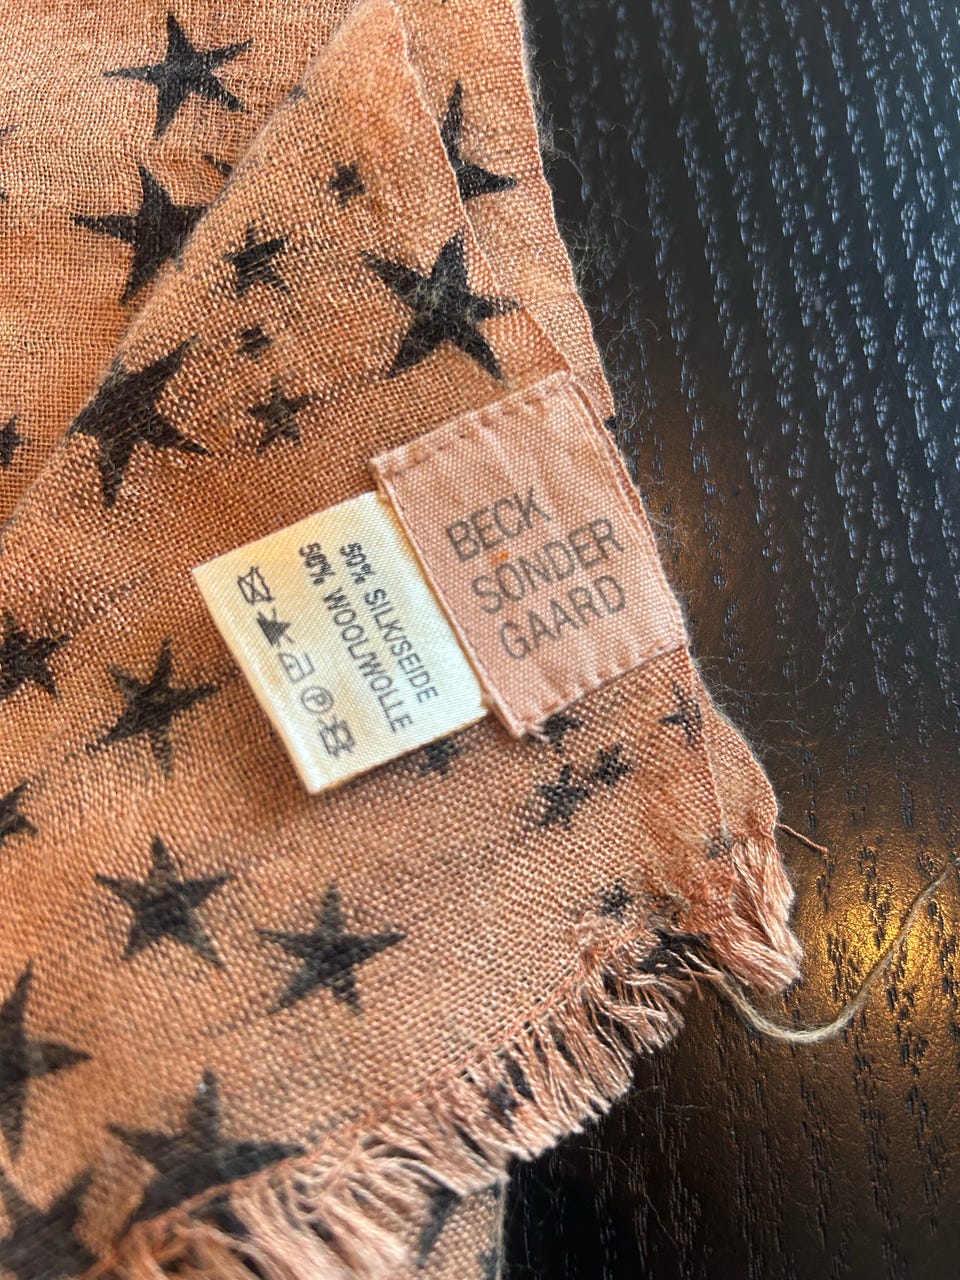 BECK
SÖNDER
GAARD
50% SILK/SEIDE
50% WOOL/WOLLE
P